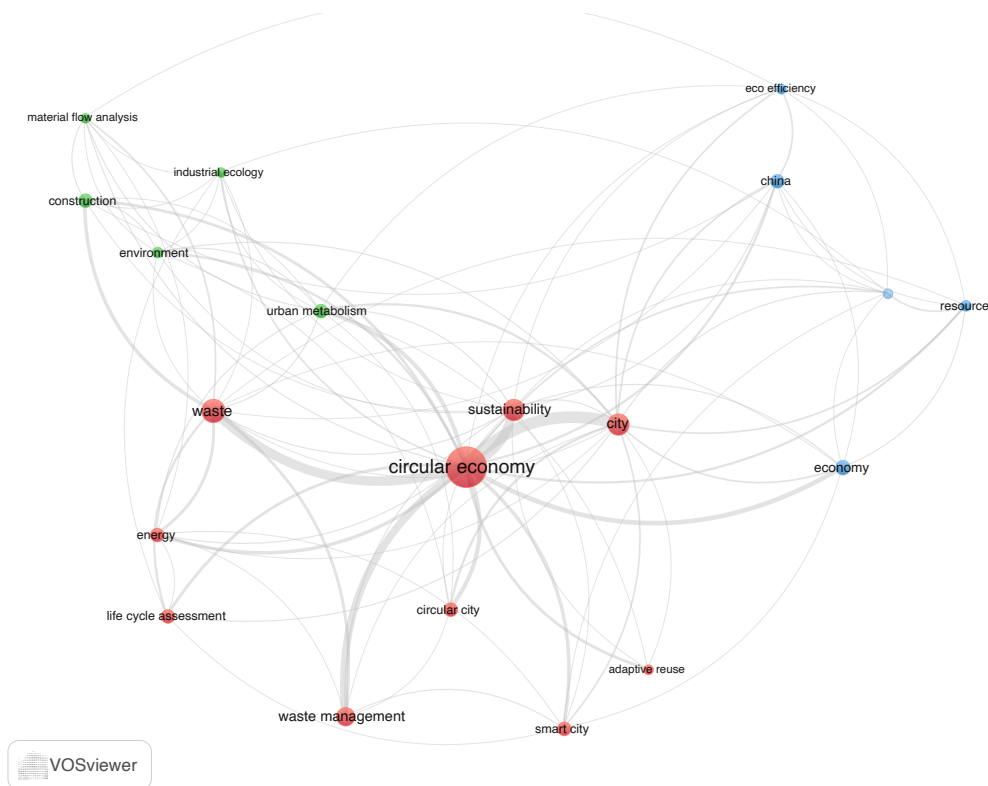 eco efficiency
material flow analysis
industrial ecology
china
construction
environment
urban metabolism
resource
waste
sustainability
city
circular economy
economy
energy
circular city
life cycle assessment
adaptive reuse
waste management
smart city
VOSviewer